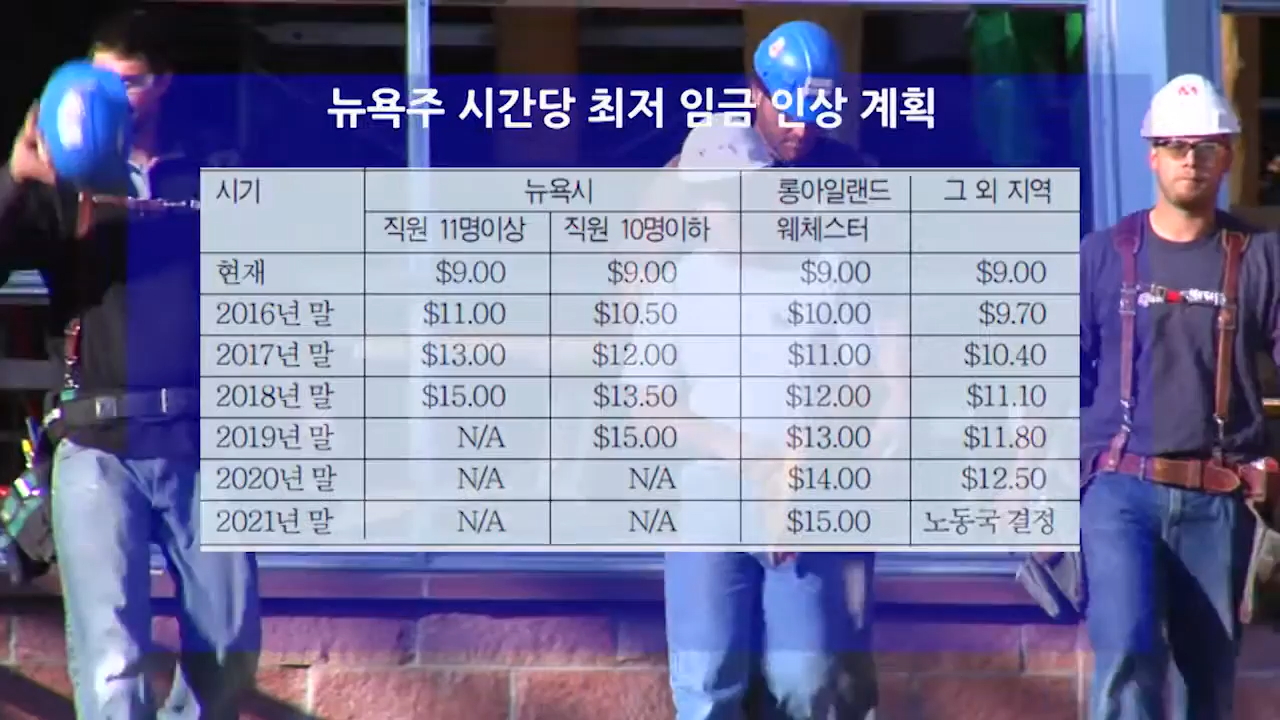 뉴욕주 시간당 최저 임금 인상 계획
시기 뉴욕시 롱아일랜드 그 외 지역
직원 11명이상 직원 10명이하 웨체스터
현재 $9.00 $9.00 $9.00 $9.00
2016년 말 $11.00 $10.50 $10.00 $9.70
2017년 말 $13.00 $12.00 $11.00 $10.40
2018년 말 $15.00 $13.50 $12.00 $11.10
2019년 말 N/A $15.00 $13.00 $11.80
2020년 말 N/A N/A $14.00 $12.50
2021년 말 N/A N/A $15.00 노동국 결정